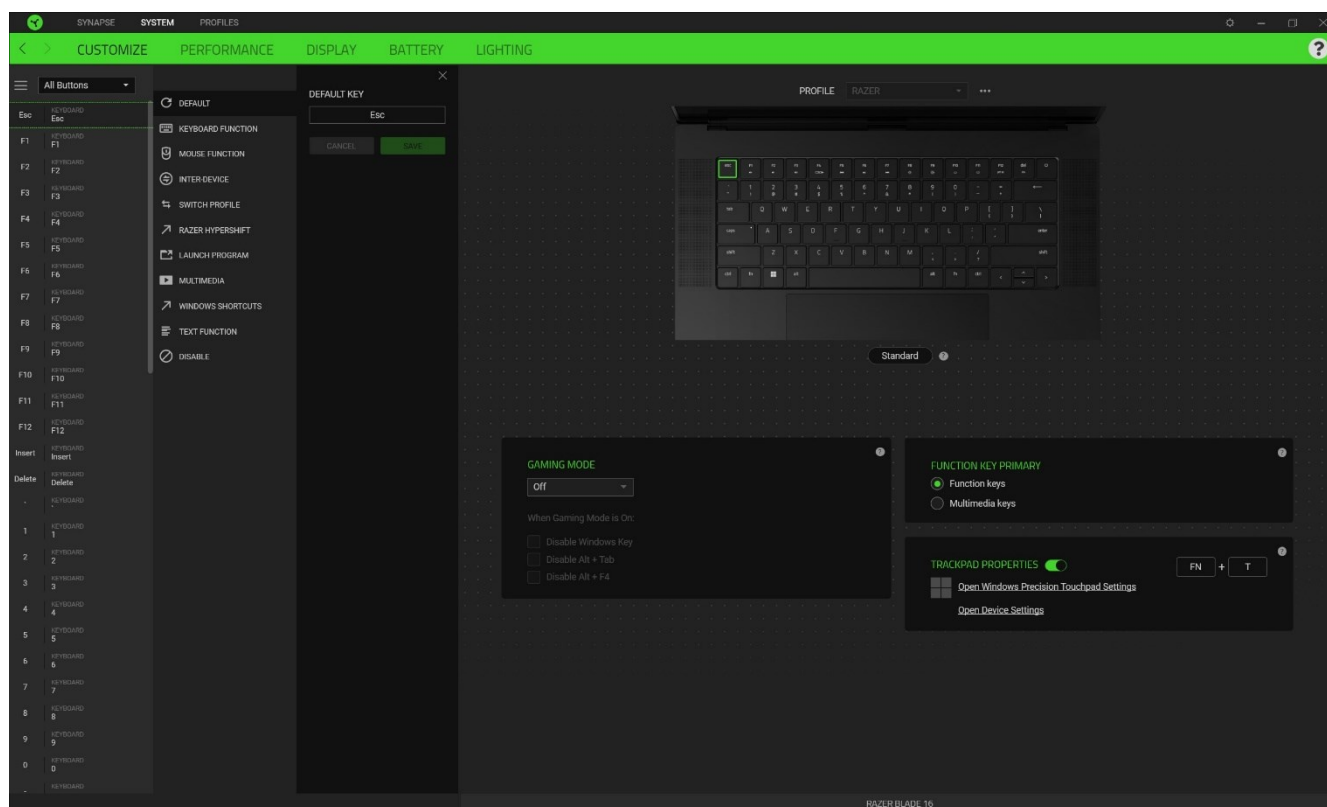 SYNAPSE SYSTEM PROFILES
CUSTOMIZE PERFORMANCE DISPLAY BATTERY LIGHTING
?
All Buttons
Esc KEYBOARD Esc
F1 KEYBOARD F1
F2 KEYBOARD F2
F3 KEYBOARD F3
F4 KEYBOARD F4
F5 KEYBOARD F5
F6 KEYBOARD F6
F7 KEYBOARD F7
F8 KEYBOARD F8
F9 KEYBOARD F9
F10 KEYBOARD F10
F11 KEYBOARD F11
F12 KEYBOARD F12
Insert KEYBOARD Insert
Delete KEYBOARD Delete
KEYBOARD
1 KEYBOARD 1
2 KEYBOARD 2
3 KEYBOARD 3
4 KEYBOARD 4
5 KEYBOARD 5
6 KEYBOARD 6
7 KEYBOARD 7
8 KEYBOARD 8
9 KEYBOARD 9
0 KEYBOARD 0
KEYBOARD
DEFAULT
KEYBOARD FUNCTION
MOUSE FUNCTION
INTER-DEVICE
SWITCH PROFILE
RAZER HYPERSHIFT
LAUNCH PROGRAM
MULTIMEDIA
WINDOWS SHORTCUTS
TEXT FUNCTION
DISABLE
DEFAULT KEY
Esc
CANCEL SAVE
PROFILE RAZER
Q W E R T Y U I O P
A S D F G H J K L
Z X C V B N M
Standard ?
GAMING MODE ?
Off
When Gaming Mode is On:
Disable Windows Key
Disable Alt + Tab
Disable Alt + F4
FUNCTION KEY PRIMARY ?
Function keys
Multimedia keys
TRACKPAD PROPERTIES FN + T ?
Open Windows Precision Touchpad Settings
Open Device Settings
RAZER BLADE 16